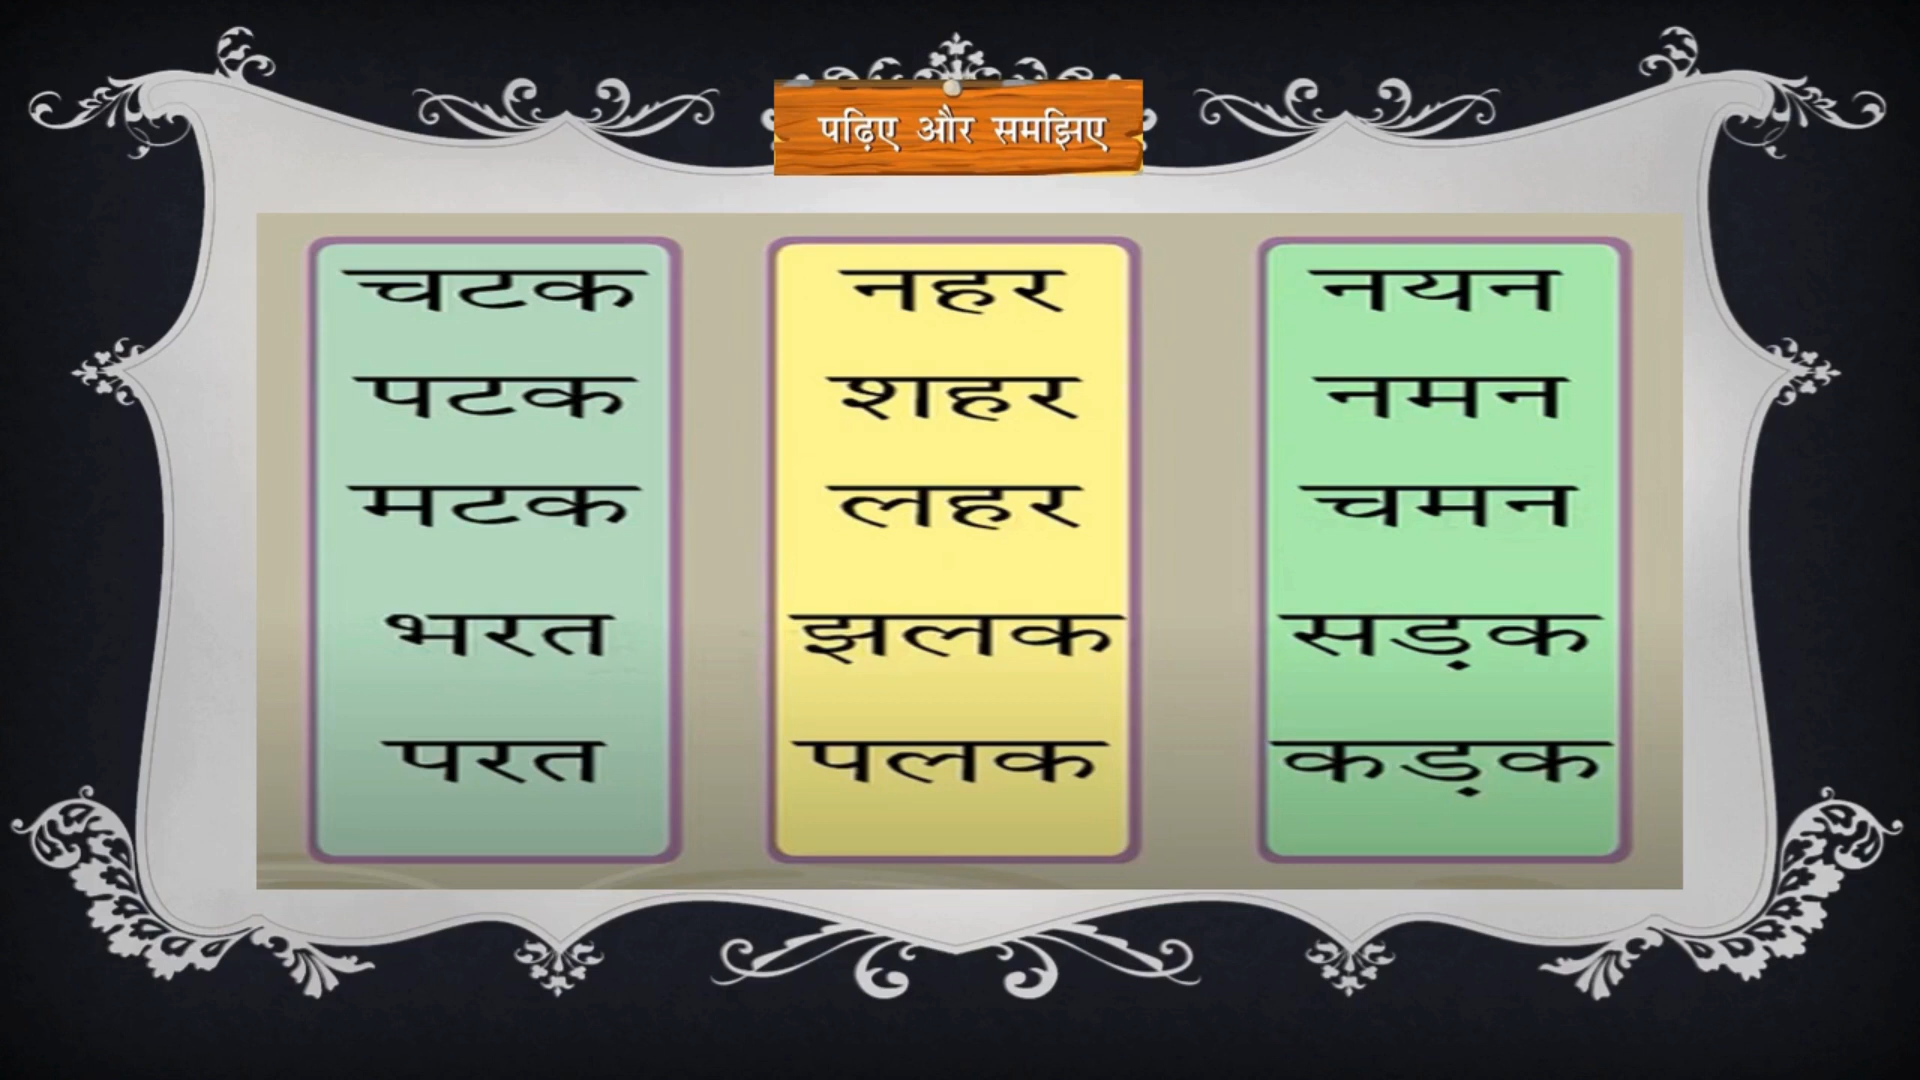 पढ़िए और समझिए
चटक
पटक
मटक
भरत
परत
नहर
शहर
लहर
झलक
पलक
नयन
नमन
चमन
सड़क
कड़क